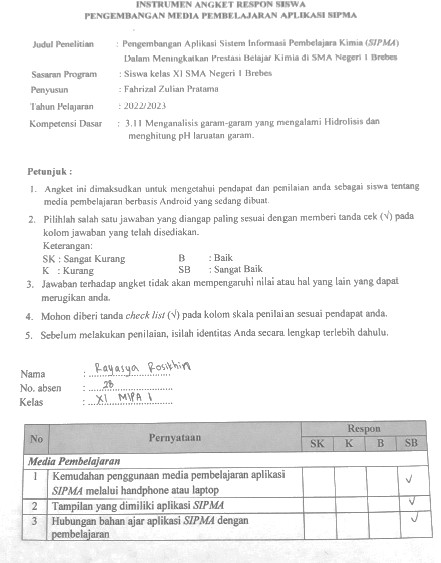 INSTRUMEN ANGKET RESPON SISWA
PENGEMBANGAN MEDIA PEMBELAJARAN APLIKASI SIPMA
Judul Penelitian : Pengembangan Aplikasi Sistem Informasi Pembelajara Kimia (SIPMA)
Dalam Meningkatkan Prestasi Belajar Kimia di SMA Negeri 1 Brebes
Sasaran Program : Siswa kelas XI SMA Negeri 1 Brebes
Penyusun : Fahrizal Zulian Pratama
Tahun Pelajaran : 2022/2023
Kompetensi Dasar : 3.11 Menganalisis garam-garam yang mengalami Hidrolisis dan
menghitung pH laruatan garam.
Petunjuk :
1. Angket ini dimaksudkan untuk mengetahui pendapat dan penilaian anda sebagai siswa tentang
media pembelajaran berbasis Android yang sedang dibuat.
2. Pilihlah salah satu jawaban yang diangap paling sesuai dengan memberi tanda cek (√) pada
kolom jawaban yang telah disediakan.
Keterangan:
SK : Sangat Kurang B : Baik
K : Kurang SB : Sangat Baik
3. Jawaban terhadap angket tidak akan mempengaruhi nilai atau hal yang lain yang dapat
merugikan anda.
4. Mohon diberi tanda check list (√) pada kolom skala penilaian sesuai pendapat anda.
5. Sebelum melakukan penilaian, isilah identitas Anda secara lengkap terlebih dahulu.
Nama : Rayasya Rosikhin
No. absen : 28
Kelas : XI MIPA 1
No Pernyataan Respon
SK K B SB
Media Pembelajaran
1 Kemudahan penggunaan media pembelajaran aplikasi √
SIPMA melalui handphone atau laptop
2 Tampilan yang dimiliki aplikasi SIPMA √
3 Hubungan bahan ajar aplikasi SIPMA dengan √
pembelajaran